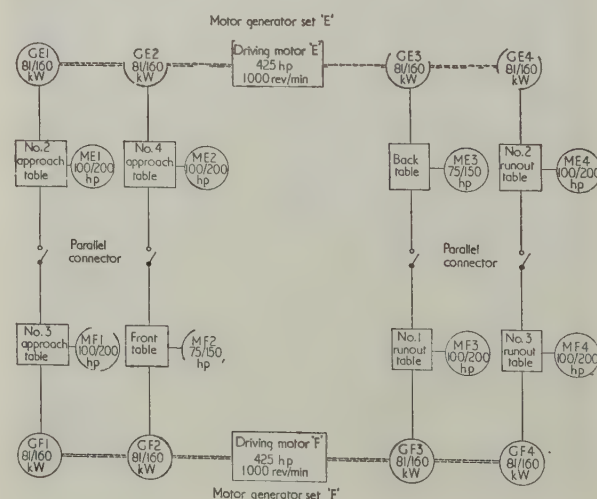 Motor generator set 'E'
GE1
81/160
kW
GE2
81/160
kW
Driving motor 'E'
425 hp
1000 rev/min
GE3
81/160
kW
GE4
81/160
kW
No.2
approach
table
ME1
100/200
hp
No.4
approach
table
ME2
100/200
hp
Back
table
ME3
75/150
hp
No.2
runout
table
ME4
100/200
hp
Parallel
connector
Parallel
connector
No.3
approach
table
MF1
100/200
hp
Front
table
MF2
75/150
hp
No.1
runout
table
MF3
100/200
hp
No.3
runout
table
MF4
100/200
hp
GF1
81/160
kW
GF2
81/160
kW
Driving motor 'F'
425 hp
1000 rev/min
GF3
81/160
kW
GF4
81/160
kW
Motor generator set 'F'